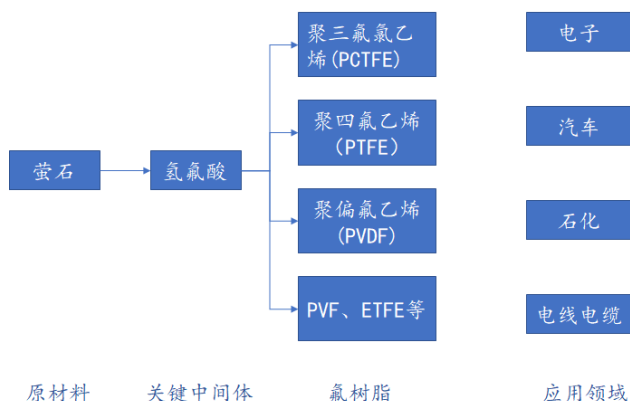 聚三氟氯乙
烯(PCTFE)
电子
聚四氟乙烯
(PTFE)
汽车
萤石
氢氟酸
聚偏氟乙烯
(PVDF)
石化
PVF、ETFE等
电线电缆
原材料
关键中间体
氟树脂
应用领域